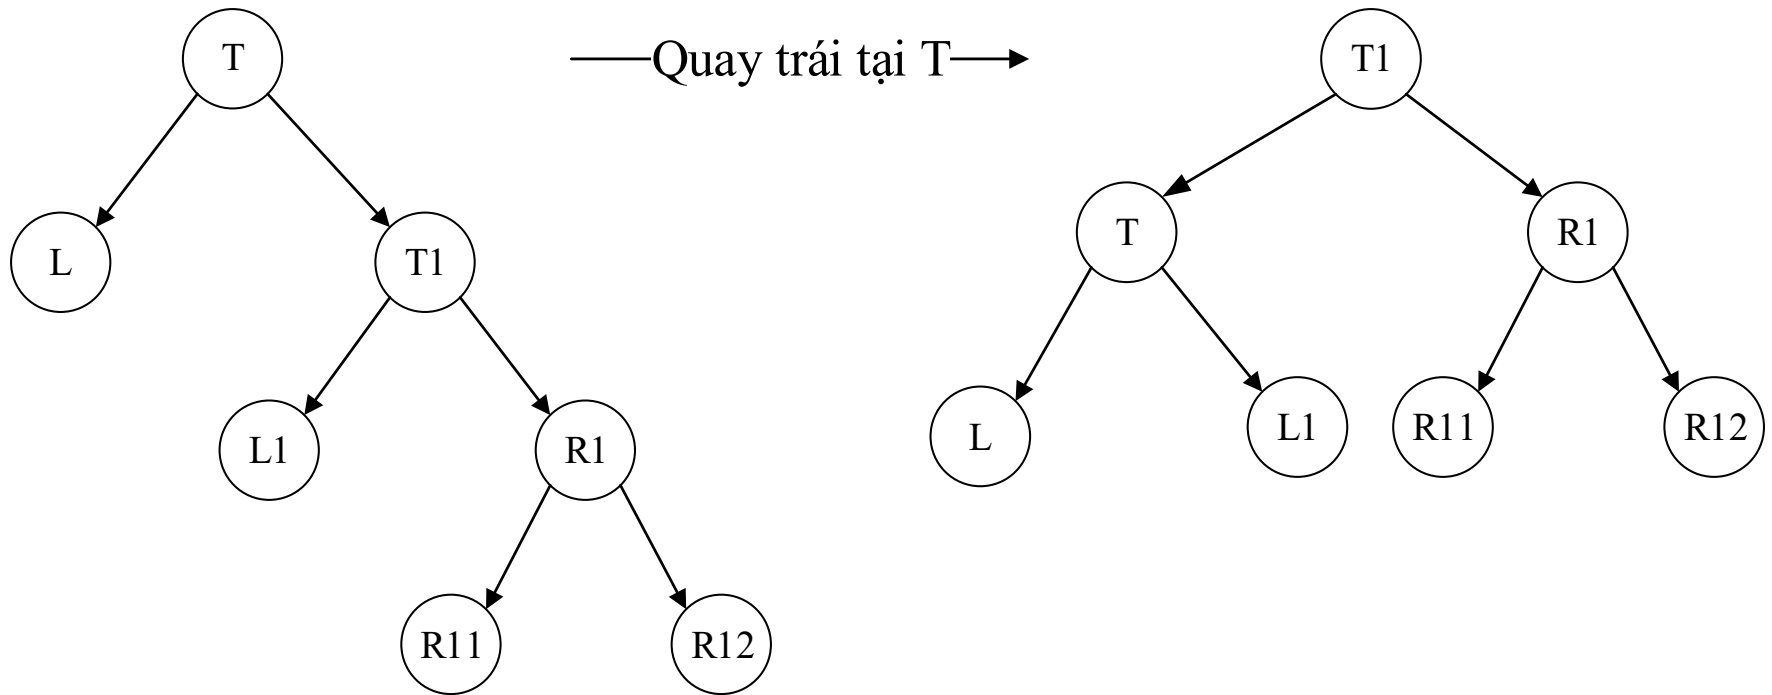 T
Quay trái tại T
T1
L
T1
T
R1
L1
R1
L
L1
R11
R12
R11
R12